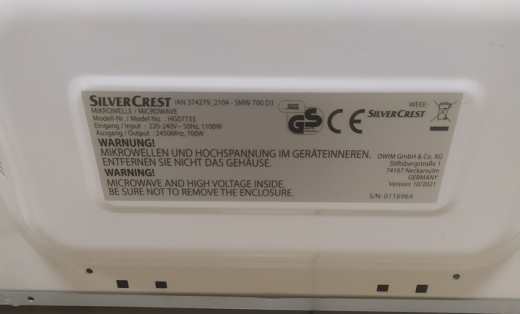 SILVERCREST IAN 374279_2104 - SMW 700 D3
MIKROWELLE / MICROWAVE
Modell-Nr. / Model No. : HG07733
Eingang / Input : 220-240V~ 50Hz, 1100W
Ausgang / Output : 2450MHz, 700W
SGS
GS CE SILVERCREST
WEEE:
WARNUNG!
MIKROWELLEN UND HOCHSPANNUNG IM GERÄTEINNEREN.
ENTFERNEN SIE NICHT DAS GEHÄUSE.
WARNING!
MICROWAVE AND HIGH VOLTAGE INSIDE.
BE SURE NOT TO REMOVE THE ENCLOSURE.
OWIM GmbH & Co. KG
Stiftsbergstraße 1
74167 Neckarsulm
GERMANY
Version: 10/2021
S/N: 0116964